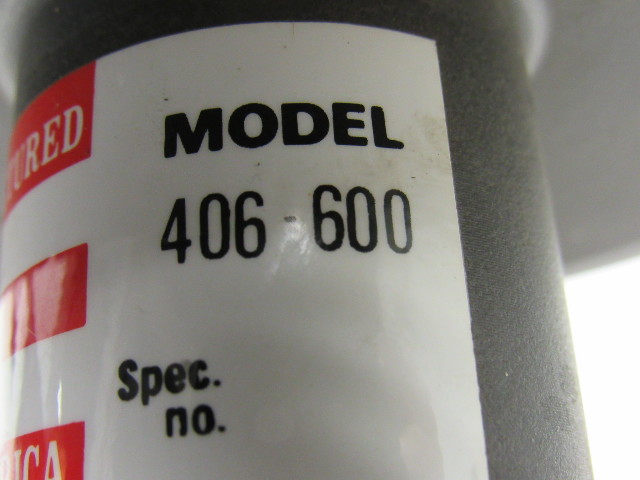 TURED
MODEL
406-600
Spec.
no.
RICA